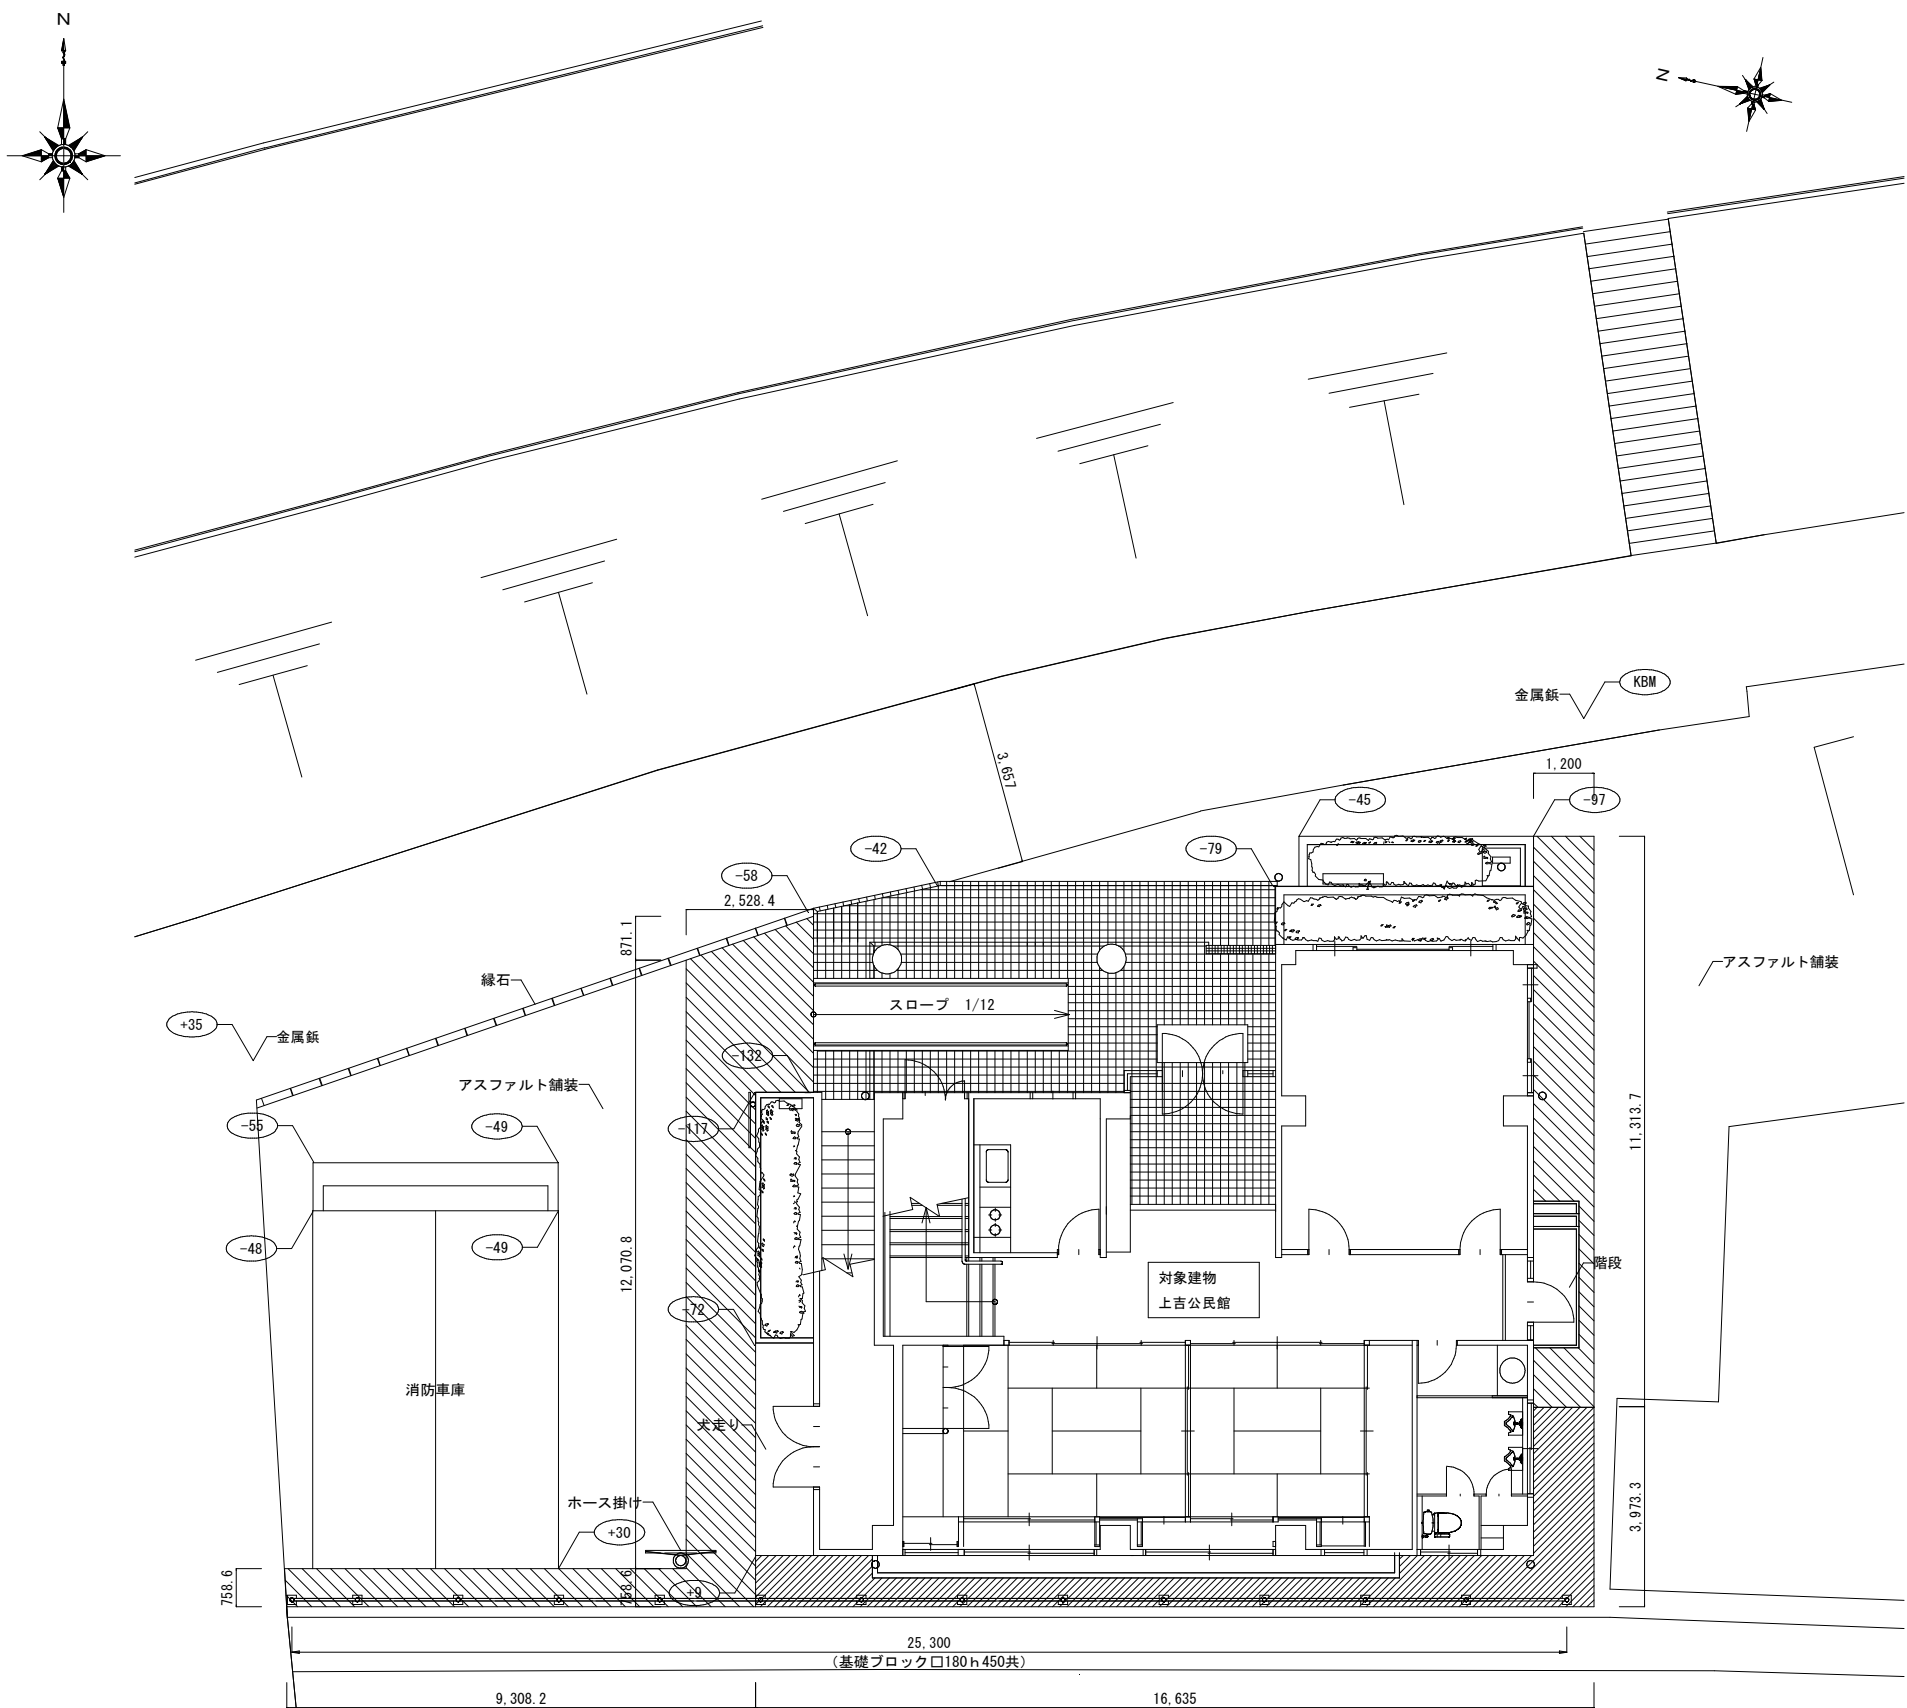 N
N
金属鋲
KBM
3,657
1,200
-45
-97
-42
-79
-58
2,528.4
871.1
縁石
スロープ 1/12
アスファルト舗装
+35
金属鋲
-132
アスファルト舗装
-55
-49
-117
11,313.7
-48
-49
12,070.8
階段
対象建物
上吉公民館
-72
消防車庫
犬走り
ホース掛け
+30
3,973.3
758.6
758.6
+9
25,300
(基礎ブロック□180h450共)
9,308.2
16,635